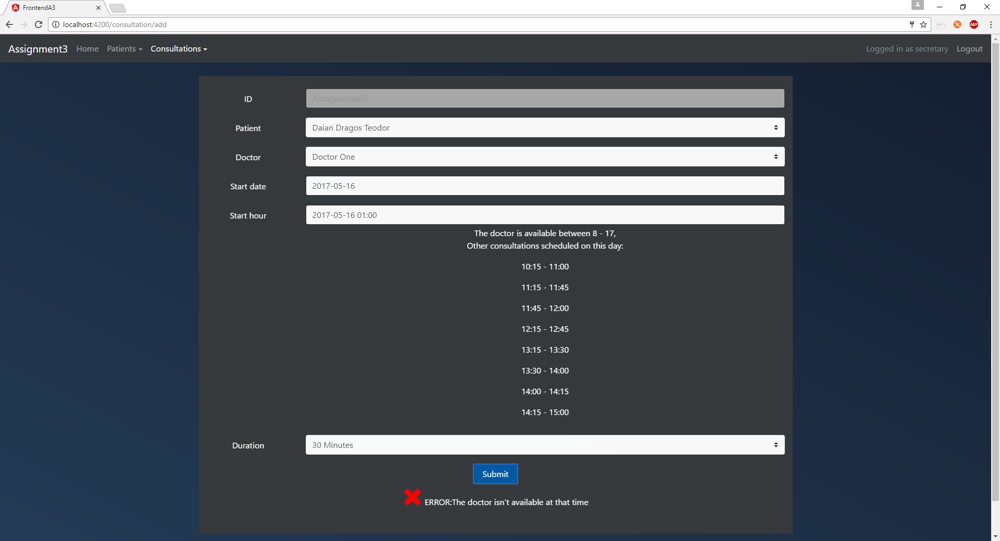 FrontendA3
localhost:4200/consultation/add
ABP
Assignment3 Home Patients Consultations Logged in as secretary Logout
ID Autogenerated
Patient Daian Dragos Teodor
Doctor Doctor One
Start date 2017-05-16
Start hour 2017-05-16 01:00
The doctor is available between 8 - 17,
Other consultations scheduled on this day:
10:15 - 11:00
11:15 - 11:45
11:45 - 12:00
12:15 - 12:45
13:15 - 13:30
13:30 - 14:00
14:00 - 14:15
14:15 - 15:00
Duration 30 Minutes
Submit
ERROR:The doctor isn't available at that time